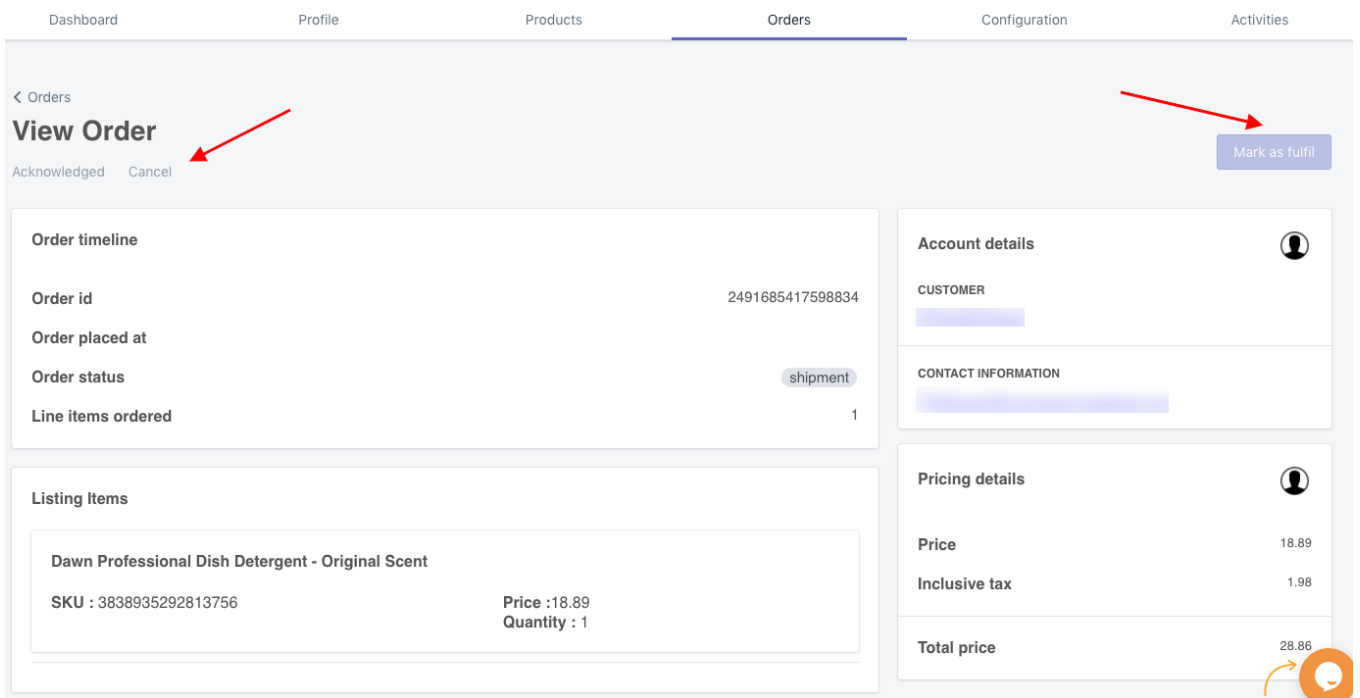 Dashboard Profile Products Orders Configuration Activities
Orders
View Order
Acknowledged Cancel
Mark as fulfil
Order timeline
Order id 2491685417598834
Order placed at
Order status shipment
Line items ordered 1
Listing Items
Dawn Professional Dish Detergent - Original Scent
SKU : 3838935292813756 Price :18.89
Quantity : 1
Account details
CUSTOMER
CONTACT INFORMATION
Pricing details
Price 18.89
Inclusive tax 1.98
Total price 28.86